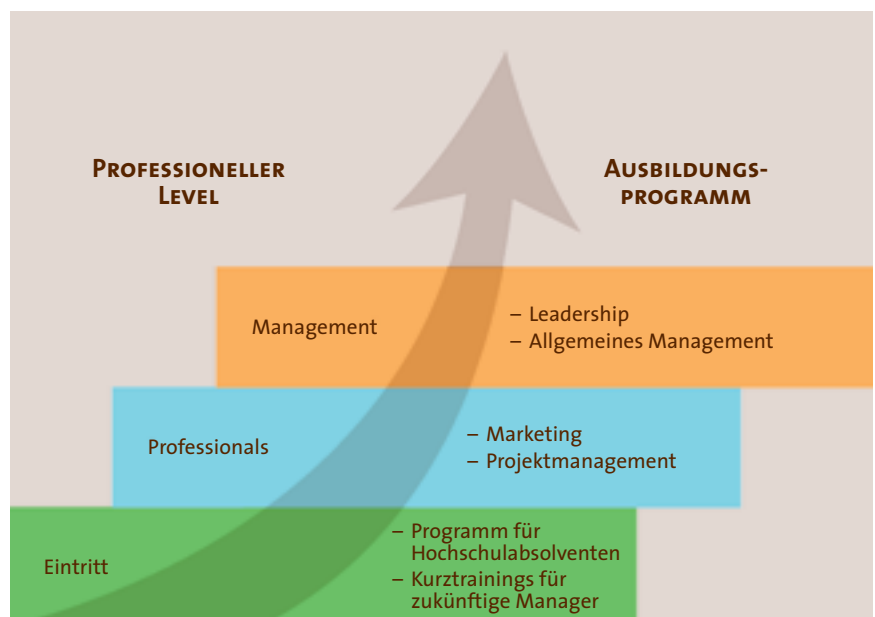 PROFESSIONELLER
LEVEL
AUSBILDUNGS-
PROGRAMM
Management
– Leadership
– Allgemeines Management
Professionals
– Marketing
– Projektmanagement
Eintritt
– Programm für
Hochschulabsolventen
– Kurztrainings für
zukünftige Manager